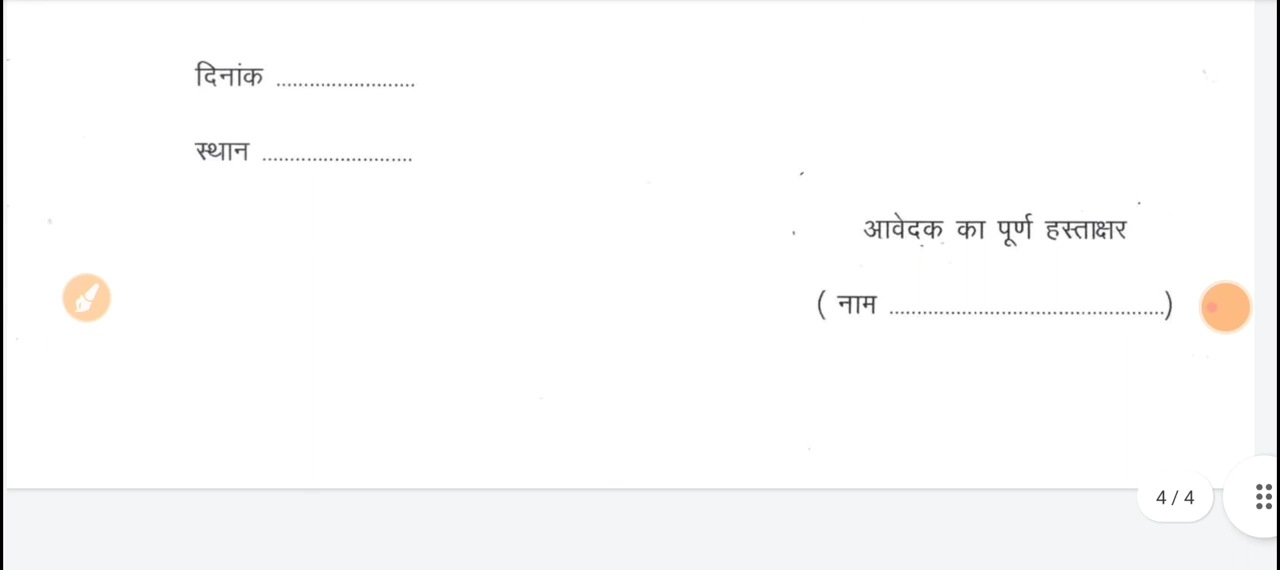 दिनांक .........................
स्थान ...........................
आवेदक का पूर्ण हस्ताक्षर
( नाम ..................................................)
4 / 4